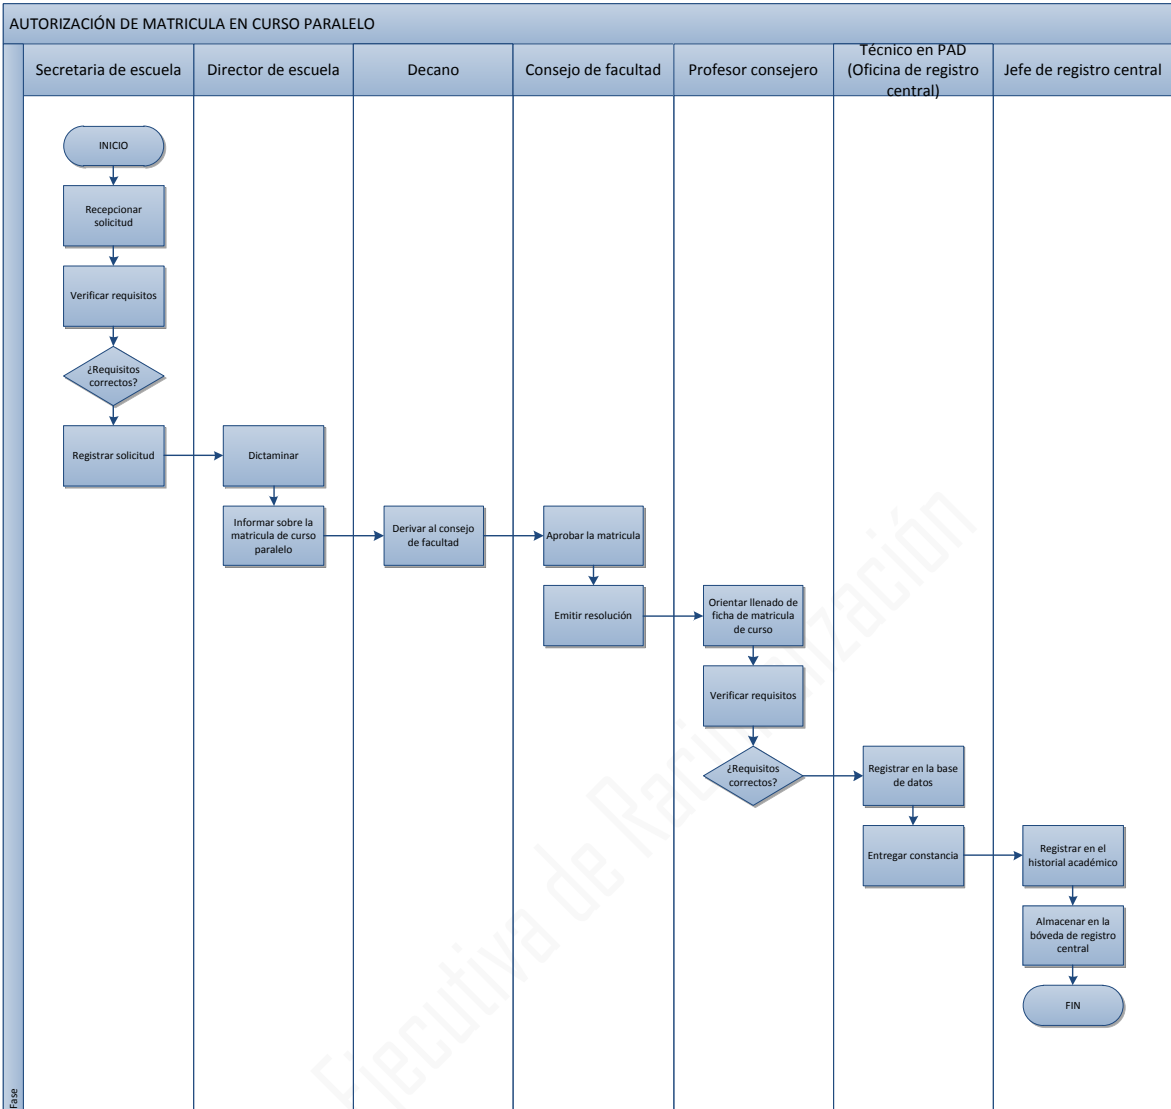 AUTORIZACIÓN DE MATRICULA EN CURSO PARALELO
Secretaria de escuela
Director de escuela
Decano
Consejo de facultad
Profesor consejero
Técnico en PAD
(Oficina de registro
central)
Jefe de registro central
INICIO
Recepcionar
solicitud
Verificar requisitos
¿Requisitos
correctos?
Registrar solicitud
Dictaminar
Informar sobre la
matricula de curso
paralelo
Derivar al consejo
de facultad
Aprobar la matricula
Emitir resolución
Orientar llenado de
ficha de matricula
de curso
Verificar requisitos
¿Requisitos
correctos?
Registrar en la base
de datos
Entregar constancia
Registrar en el
historial académico
Almacenar en la
bóveda de registro
central
FIN
Fase
Ejecutiva de Racionalización